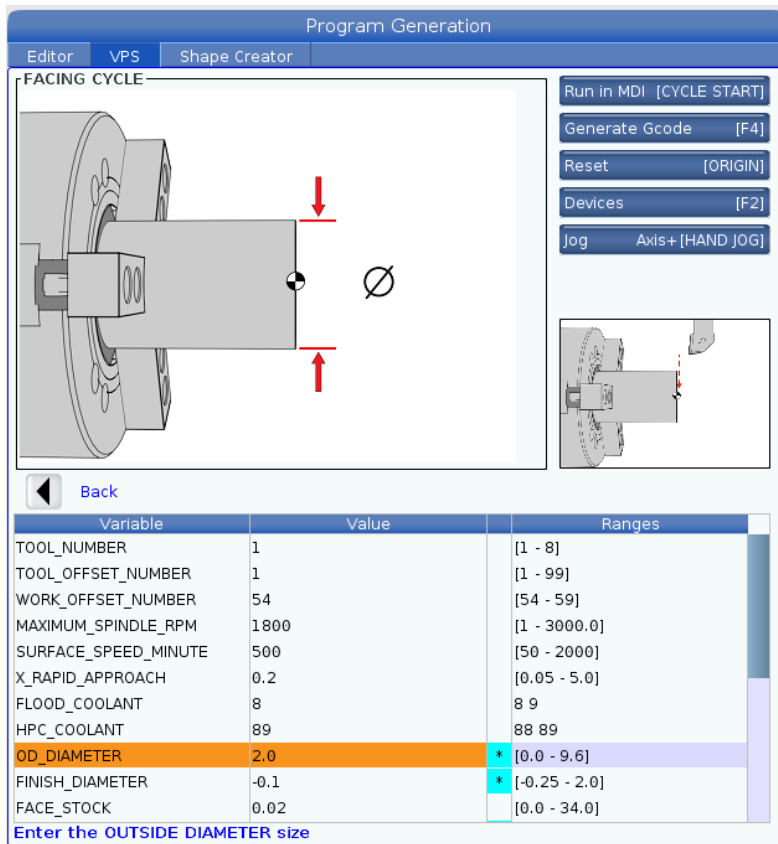 Program Generation
Editor VPS Shape Creator
FACING CYCLE
Run in MDI [CYCLE START]
Generate Gcode [F4]
Reset [ORIGIN]
Devices [F2]
Jog Axis+[HAND JOG]
Back
Variable Value Ranges
TOOL_NUMBER 1 [1 - 8]
TOOL_OFFSET_NUMBER 1 [1 - 99]
WORK_OFFSET_NUMBER 54 [54 - 59]
MAXIMUM_SPINDLE_RPM 1800 [1 - 3000.0]
SURFACE_SPEED_MINUTE 500 [50 - 2000]
X_RAPID_APPROACH 0.2 [0.05 - 5.0]
FLOOD_COOLANT 8 8 9
HPC_COOLANT 89 88 89
OD_DIAMETER 2.0 * [0.0 - 9.6]
FINISH_DIAMETER -0.1 * [-0.25 - 2.0]
FACE_STOCK 0.02 [0.0 - 34.0]
Enter the OUTSIDE DIAMETER size